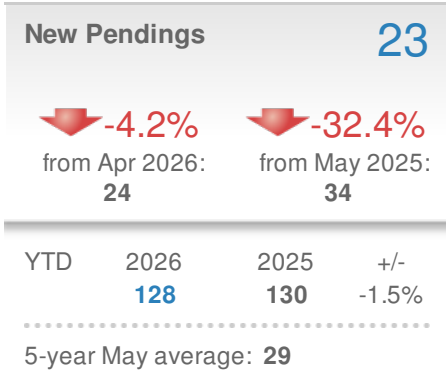 New Pendings 23
-4.2% -32.4%
from Apr 2026: from May 2025:
24 34
YTD 2026 2025 +/-
128 130 -1.5%
5-year May average: 29